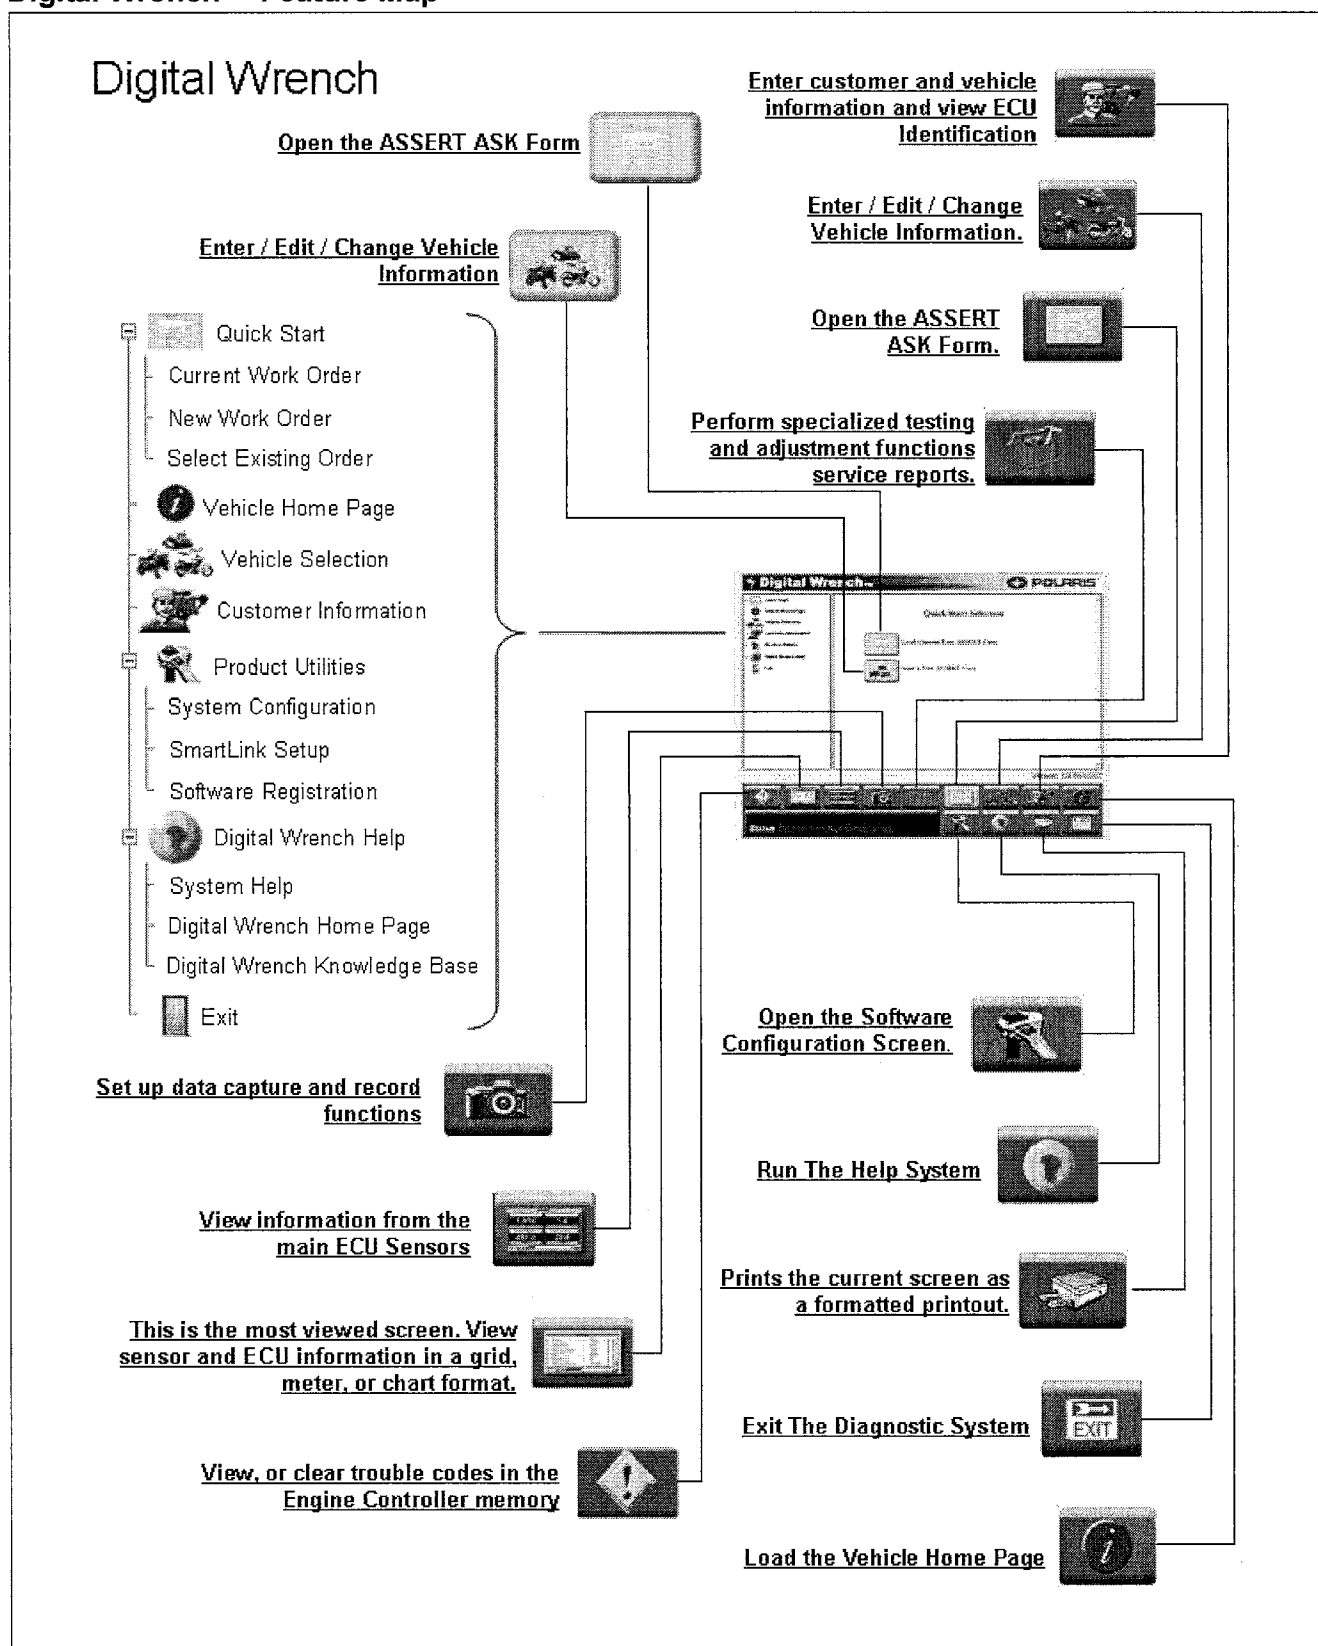 Digital Wrench
Enter customer and vehicle
information and view ECU
Identification
Open the ASSERT ASK Form
Enter / Edit / Change
Vehicle Information.
Enter / Edit / Change Vehicle
Information
Open the ASSERT
ASK Form.
Quick Start
Current Work Order
New Work Order
Select Existing Order
Vehicle Home Page
Vehicle Selection
Customer Information
Product Utilities
System Configuration
SmartLink Setup
Software Registration
Digital Wrench Help
System Help
Digital Wrench Home Page
Digital Wrench Knowledge Base
Exit
Perform specialized testing
and adjustment functions
service reports.
Digital Wrench
POLARIS
Quick Start Selections
Set up data capture and record
functions
View information from the
main ECU Sensors
This is the most viewed screen. View
sensor and ECU information in a grid,
meter, or chart format.
View, or clear trouble codes in the
Engine Controller memory
Open the Software
Configuration Screen.
Run The Help System
Prints the current screen as
a formatted printout.
Exit The Diagnostic System
EXIT
Load the Vehicle Home Page